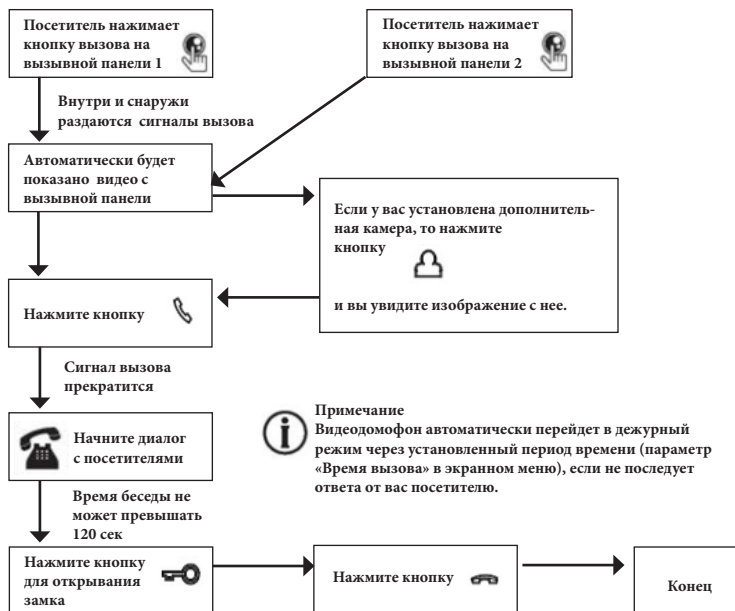 Посетитель нажимает
кнопку вызова на
вызывной панели 1
Посетитель нажимает
кнопку вызова на
вызывной панели 2
Внутри и снаружи
раздаются сигналы вызова
Автоматически будет
показано видео с
вызывной панели
Если у вас установлена дополнитель-
ная камера, то нажмите
кнопку
и вы увидите изображение с нее.
Нажмите кнопку
Сигнал вызова
прекратится
Начните диалог
с посетителями
Примечание
Видеодомофон автоматически перейдет в дежурный
режим через установленный период времени (параметр
«Время вызова» в экранном меню), если не последует
ответа от вас посетителю.
Время беседы не
может превышать
120 сек
Нажмите кнопку
для открывания
замка
Нажмите кнопку
Конец